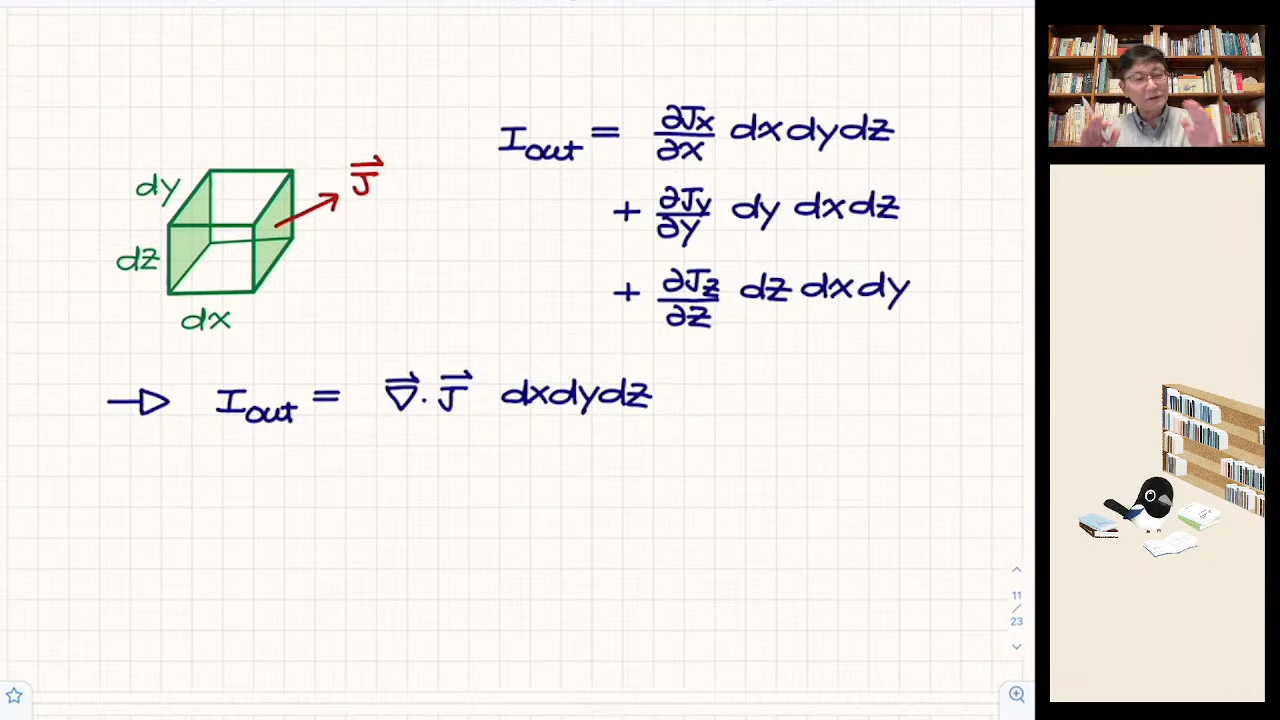 I_out = ∂Jx/∂x dxdydz
+ ∂Jy/∂y dy dxdz
+ ∂Jz/∂z dz dxdy
J⃗
dy
dz
dx
→ I_out = ∇⃗·J⃗ dxdydz
11
/
23